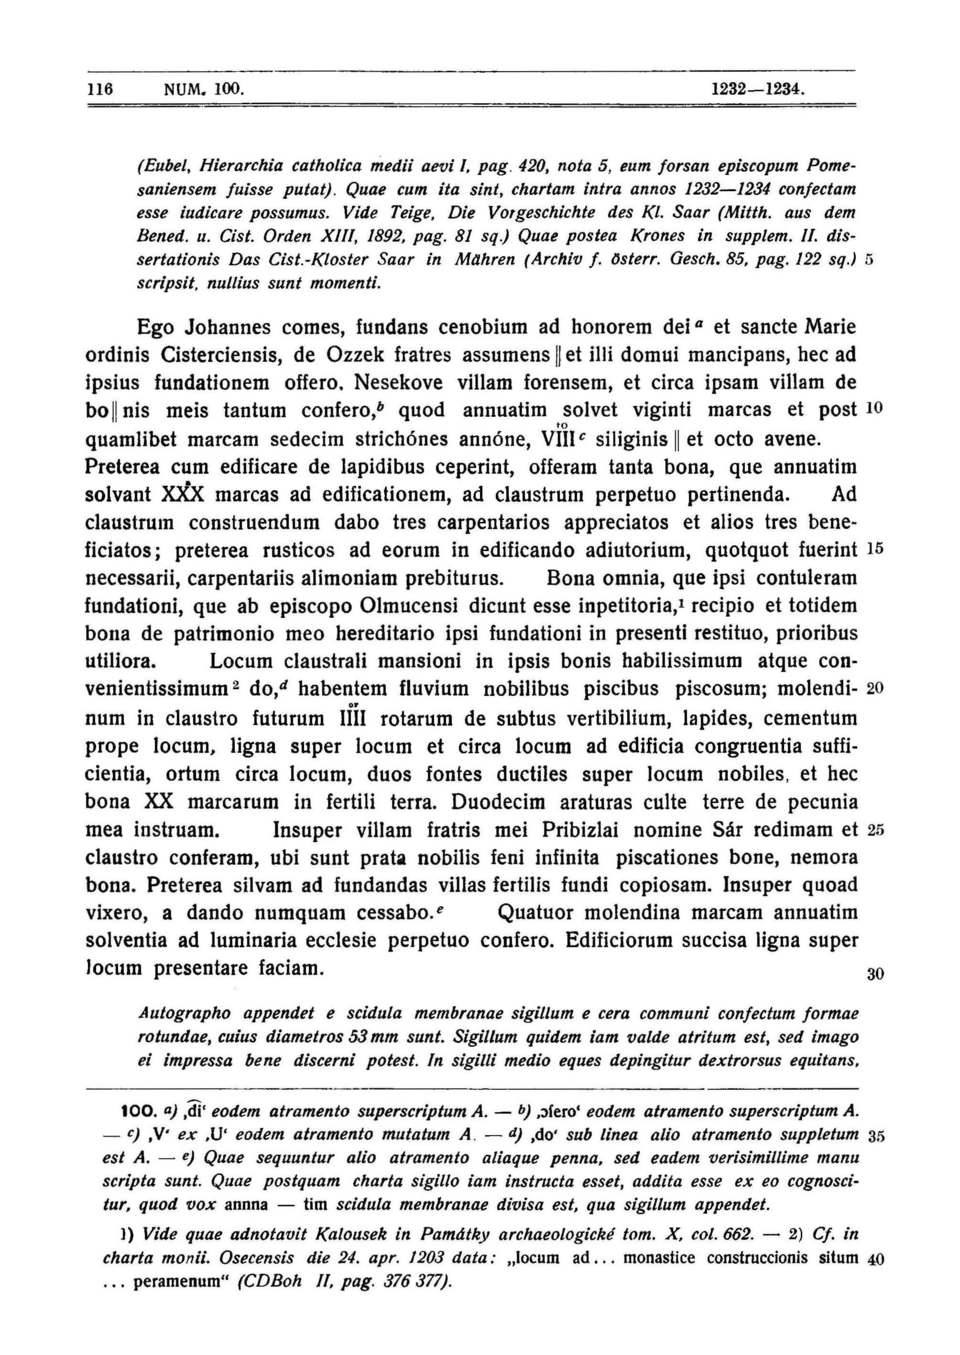 116 NUM. 100. 1232—1234.
(Eubel, Hierarchia catholica medii aevi I, pag. 420, nota 5, eum forsan episcopum Pome-
saniensem fuisse putat). Quae cum ita sint, chartam intra annos 1232—1234 confectam
esse iudicare possumus. Vide Teige, Die Vorgeschichte des Kl. Saar (Mitth. aus dem
Bened. u. Cist. Orden XIII, 1892, pag. 81 sq.) Quae postea Krones in supplem. II. dis-
sertationis Das Cist.-Kloster Saar in Mähren (Archiv f. österr. Gesch. 85, pag. 122 sq.) 5
scripsit, nullius sunt momenti.
Ego Johannes comes, fundans cenobium ad honorem dei ᵃ et sancte Marie
ordinis Cisterciensis, de Ozzek fratres assumens || et illi domui mancipans, hec ad
ipsius fundationem offero. Nesekove villam forensem, et circa ipsam villam de
bo|| nis meis tantum confero,ᵇ quod annuatim solvet viginti marcas et post 10
quamlibet marcam sedecim strichónes annóne, VIIIᵗᵒ ᶜ siliginis || et octo avene.
Preterea cum edificare de lapidibus ceperint, offeram tanta bona, que annuatim
solvant XXX marcas ad edificationem, ad claustrum perpetuo pertinenda. Ad
claustrum construendum dabo tres carpentarios appreciatos et alios tres bene-
ficiatos; preterea rusticos ad eorum in edificando adiutorium, quotquot fuerint 15
necessarii, carpentariis alimoniam prebiturus. Bona omnia, que ipsi contuleram
fundationi, que ab episcopo Olmucensi dicunt esse inpetitoria,¹ recipio et totidem
bona de patrimonio meo hereditario ipsi fundationi in presenti restituo, prioribus
utiliora. Locum claustrali mansioni in ipsis bonis habilissimum atque con-
venientissimum ² do,ᵈ habentem fluvium nobilibus piscibus piscosum; molendi- 20
num in claustro futurum IIIIᵒʳ rotarum de subtus vertibilium, lapides, cementum
prope locum, ligna super locum et circa locum ad edificia congruentia suffi-
cientia, ortum circa locum, duos fontes ductiles super locum nobiles, et hec
bona XX marcarum in fertili terra. Duodecim araturas culte terre de pecunia
mea instruam. Insuper villam fratris mei Pribizlai nomine Sár redimam et 25
claustro conferam, ubi sunt prata nobilis feni infinita piscationes bone, nemora
bona. Preterea silvam ad fundandas villas fertilis fundi copiosam. Insuper quoad
vixero, a dando numquam cessabo.ᵉ Quatuor molendina marcam annuatim
solventia ad luminaria ecclesie perpetuo confero. Edificiorum succisa ligna super
locum presentare faciam. 30
Autographo appendet e scidula membranae sigillum e cera communi confectum formae
rotundae, cuius diametros 53 mm sunt. Sigillum quidem iam valde atritum est, sed imago
ei impressa bene discerni potest. In sigilli medio eques depingitur dextrorsus equitans,
100. a) ‚di‘ eodem atramento superscriptum A. — b) ‚ɔfero‘ eodem atramento superscriptum A.
— c) ‚V‘ ex ‚U‘ eodem atramento mutatum A. — d) ‚do‘ sub linea alio atramento suppletum 35
est A. — e) Quae sequuntur alio atramento aliaque penna, sed eadem verisimillime manu
scripta sunt. Quae postquam charta sigillo iam instructa esset, addita esse ex eo cognosci-
tur, quod vox annna — tim scidula membranae divisa est, qua sigillum appendet.
1) Vide quae adnotavit Kalousek in Památky archaeologické tom. X, col. 662. — 2) Cf. in
charta monii. Osecensis die 24. apr. 1203 data: „locum ad ... monastice construccionis situm 40
... peramenum“ (CDBoh II, pag. 376 377).